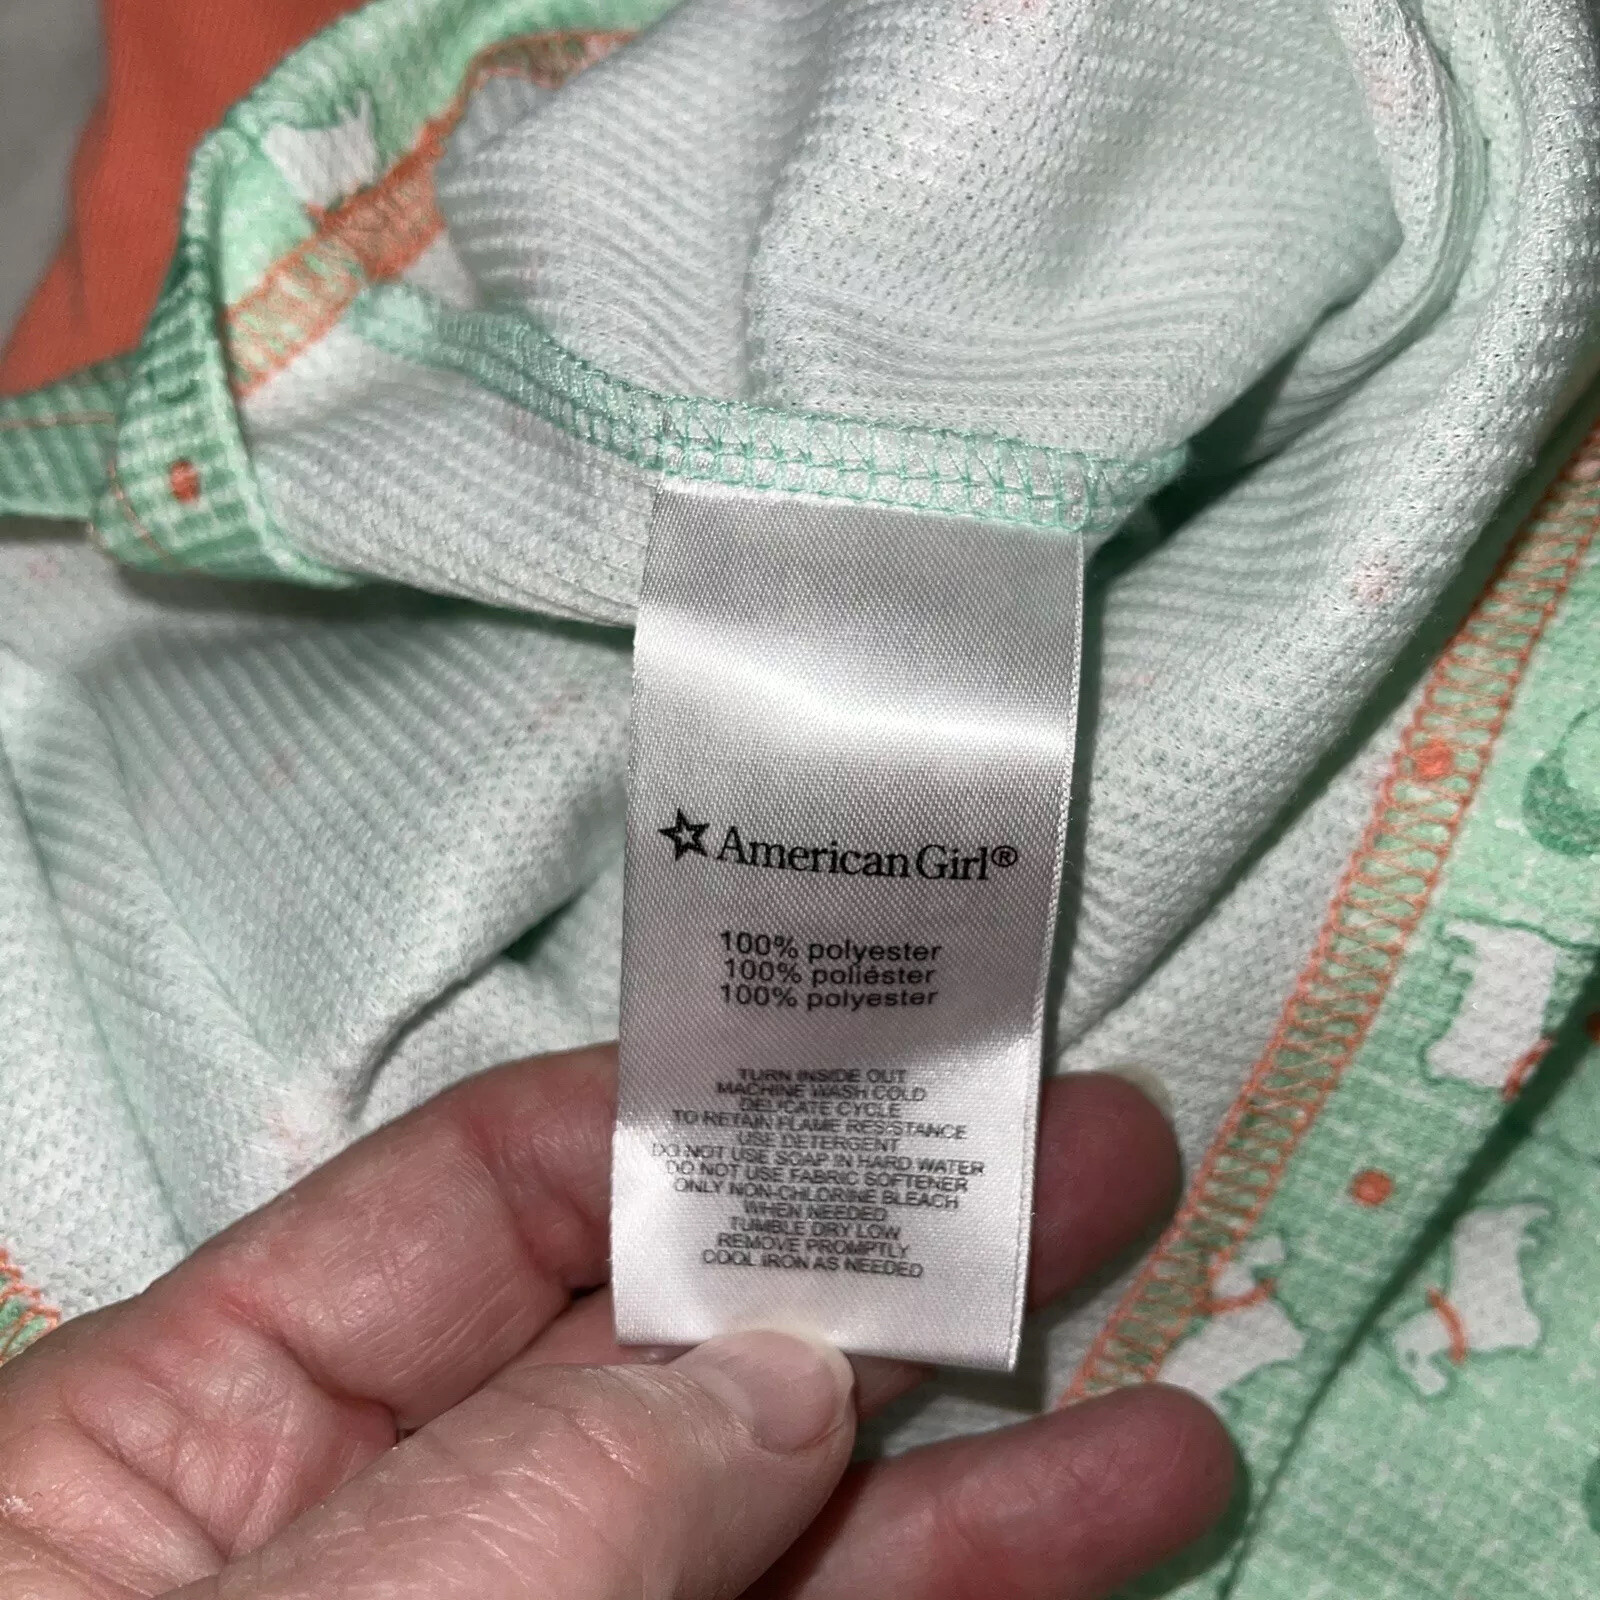 American Girl®
100% polyester
100% poliéster
100% polyester
TURN INSIDE OUT
MACHINE WASH COLD
DELICATE CYCLE
TO RETAIN FLAME RESISTANCE
USE DETERGENT
DO NOT USE SOAP IN HARD WATER
DO NOT USE FABRIC SOFTENER
ONLY NON-CHLORINE BLEACH
WHEN NEEDED
TUMBLE DRY LOW
REMOVE PROMPTLY
COOL IRON AS NEEDED